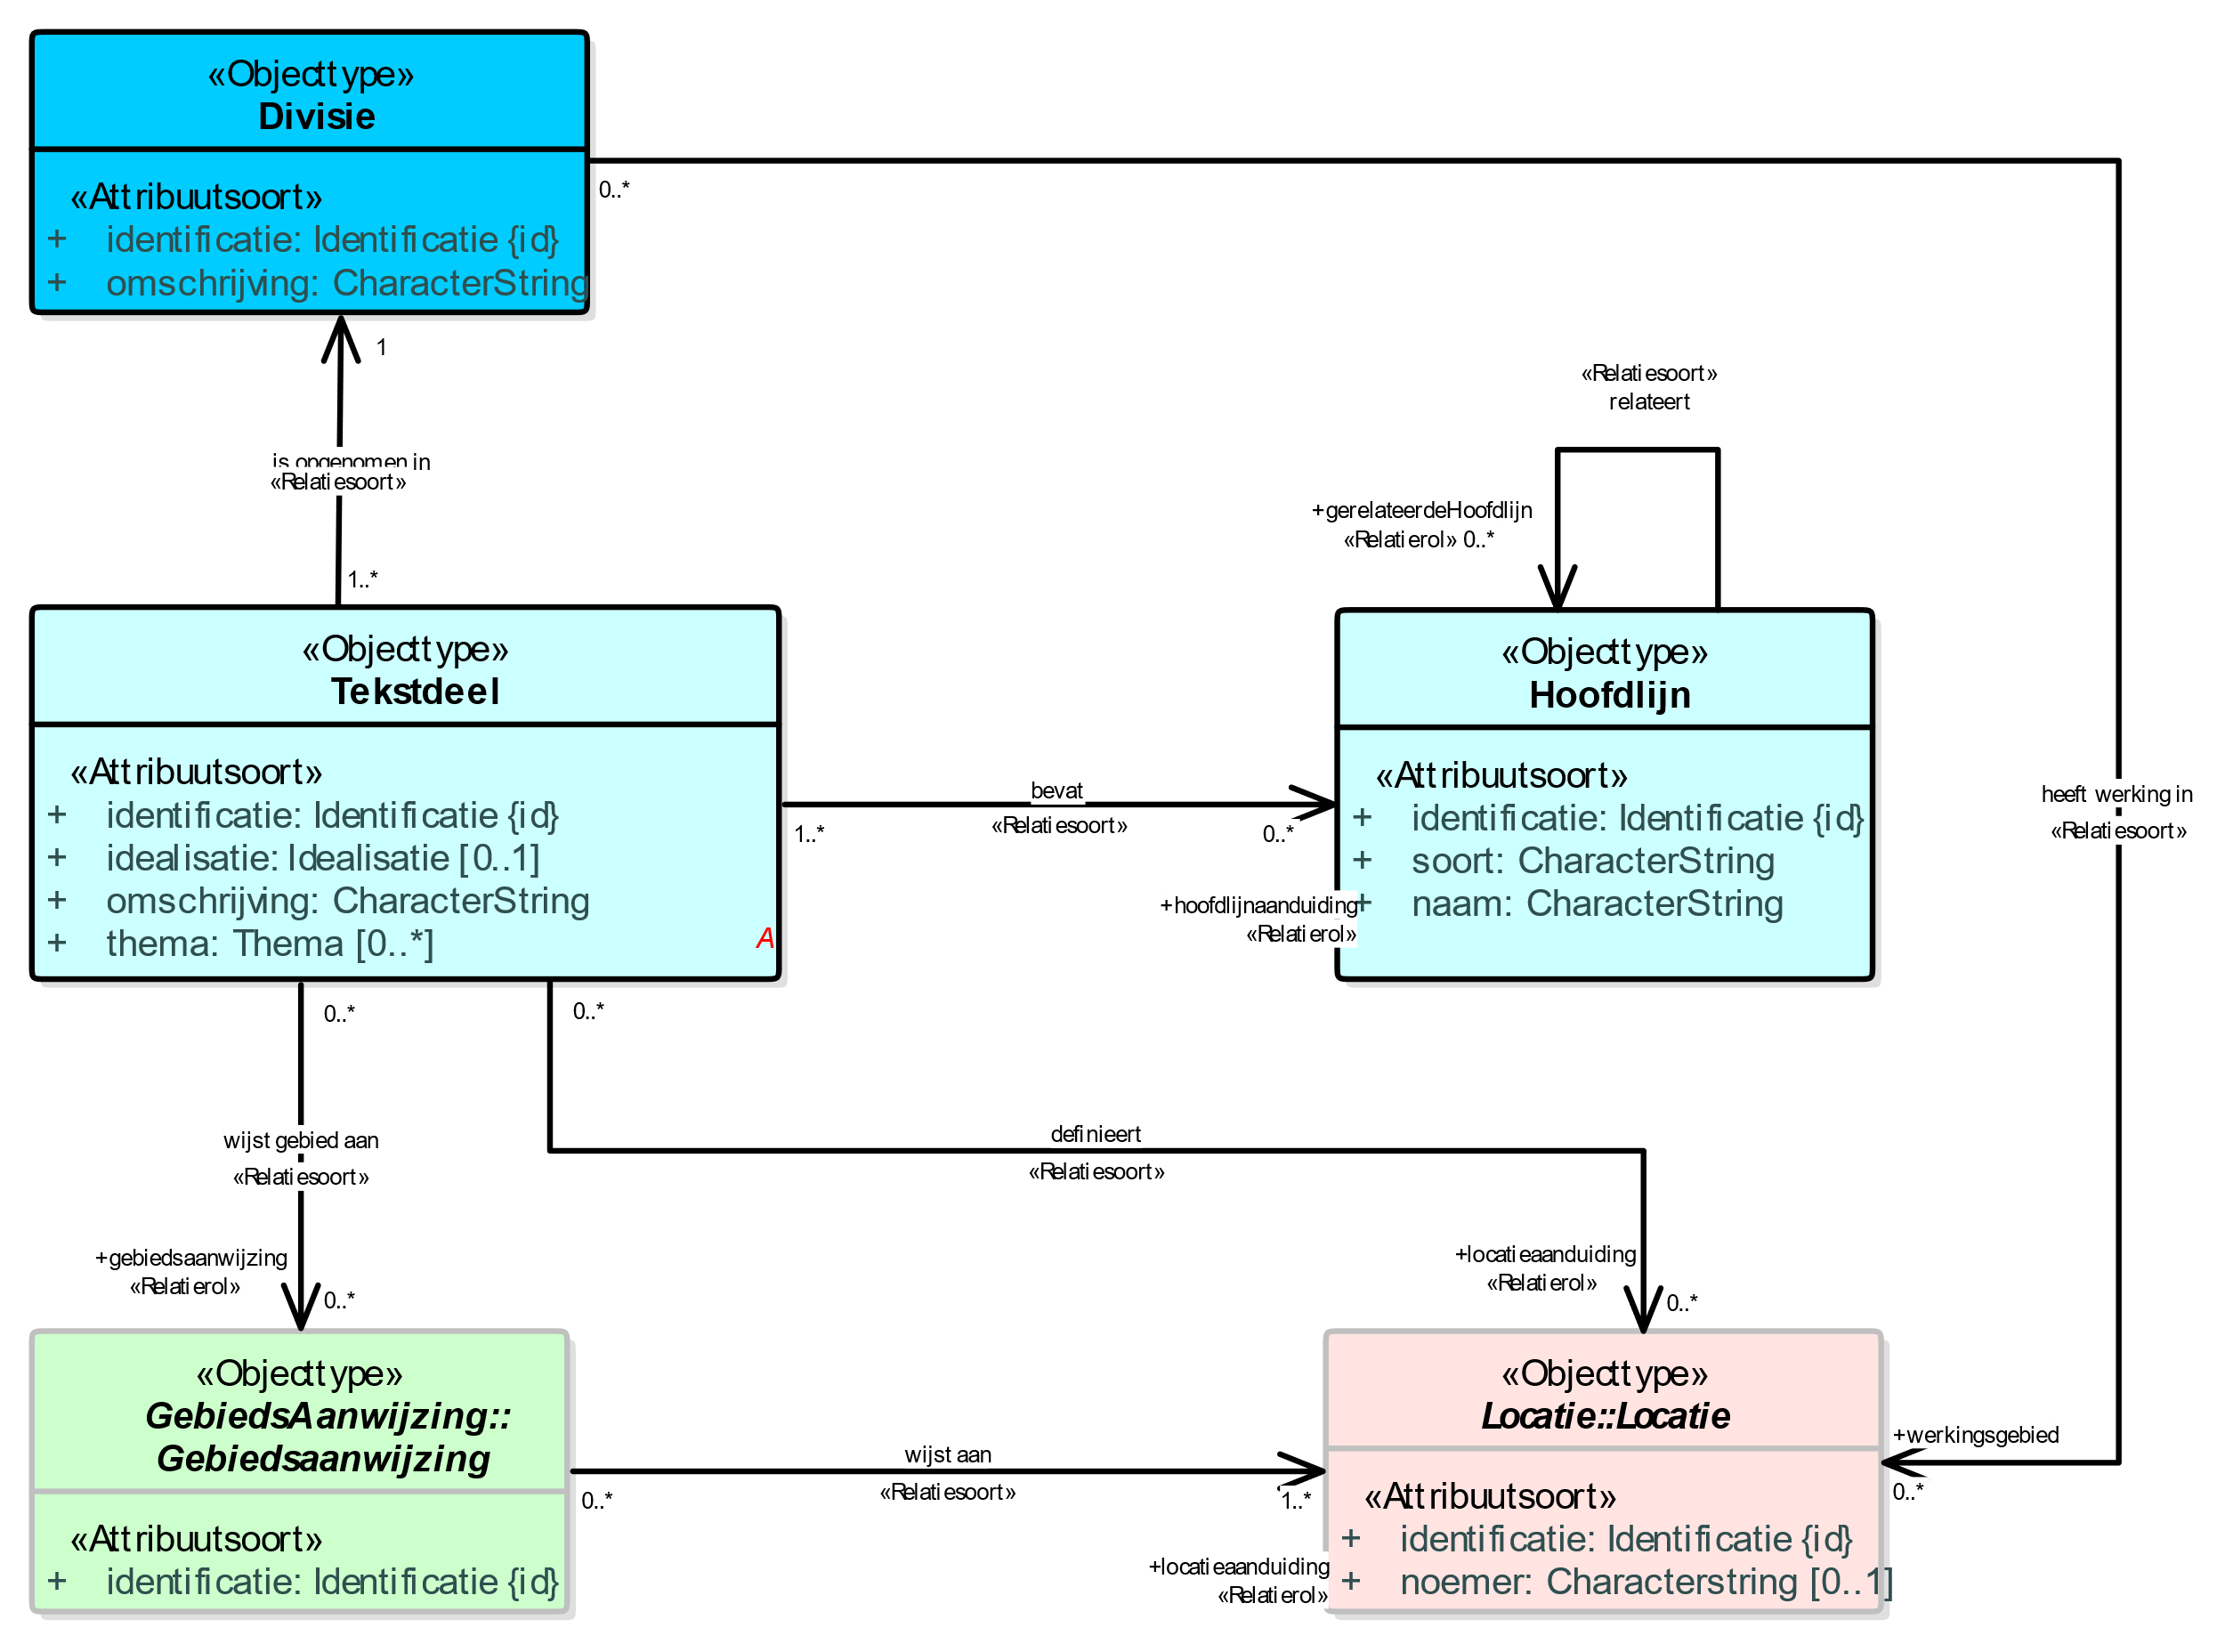 «Objecttype»
Divisie
«Attribuutsoort»
+ identificatie: Identificatie {id}
+ omschrijving: CharacterString
0..*
1
is opgenomen in
«Relatiesoort»
1..*
«Relatiesoort»
relateert
+gerelateerdeHoofdlijn
«Relatierol» 0..*
«Objecttype»
Tekstdeel
«Attribuutsoort»
+ identificatie: Identificatie {id}
+ idealisatie: Idealisatie [0..1]
+ omschrijving: CharacterString
+ thema: Thema [0..*]
A
bevat
«Relatiesoort»
1..*
0..*
+hoofdlijnaanduiding
«Relatierol»
«Objecttype»
Hoofdlijn
«Attribuutsoort»
+ identificatie: Identificatie {id}
+ soort: CharacterString
+ naam: CharacterString
heeft werking in
«Relatiesoort»
0..*
0..*
wijst gebied aan
«Relatiesoort»
definieert
«Relatiesoort»
+gebiedsaanwijzing
«Relatierol»
0..*
+locatieaanduiding
«Relatierol»
0..*
«Objecttype»
GebiedsAanwijzing::
Gebiedsaanwijzing
«Attribuutsoort»
+ identificatie: Identificatie {id}
wijst aan
«Relatiesoort»
0..*
1..*
+locatieaanduiding
«Relatierol»
«Objecttype»
Locatie::Locatie
«Attribuutsoort»
+ identificatie: Identificatie {id}
+ noemer: Characterstring [0..1]
+werkingsgebied
0..*